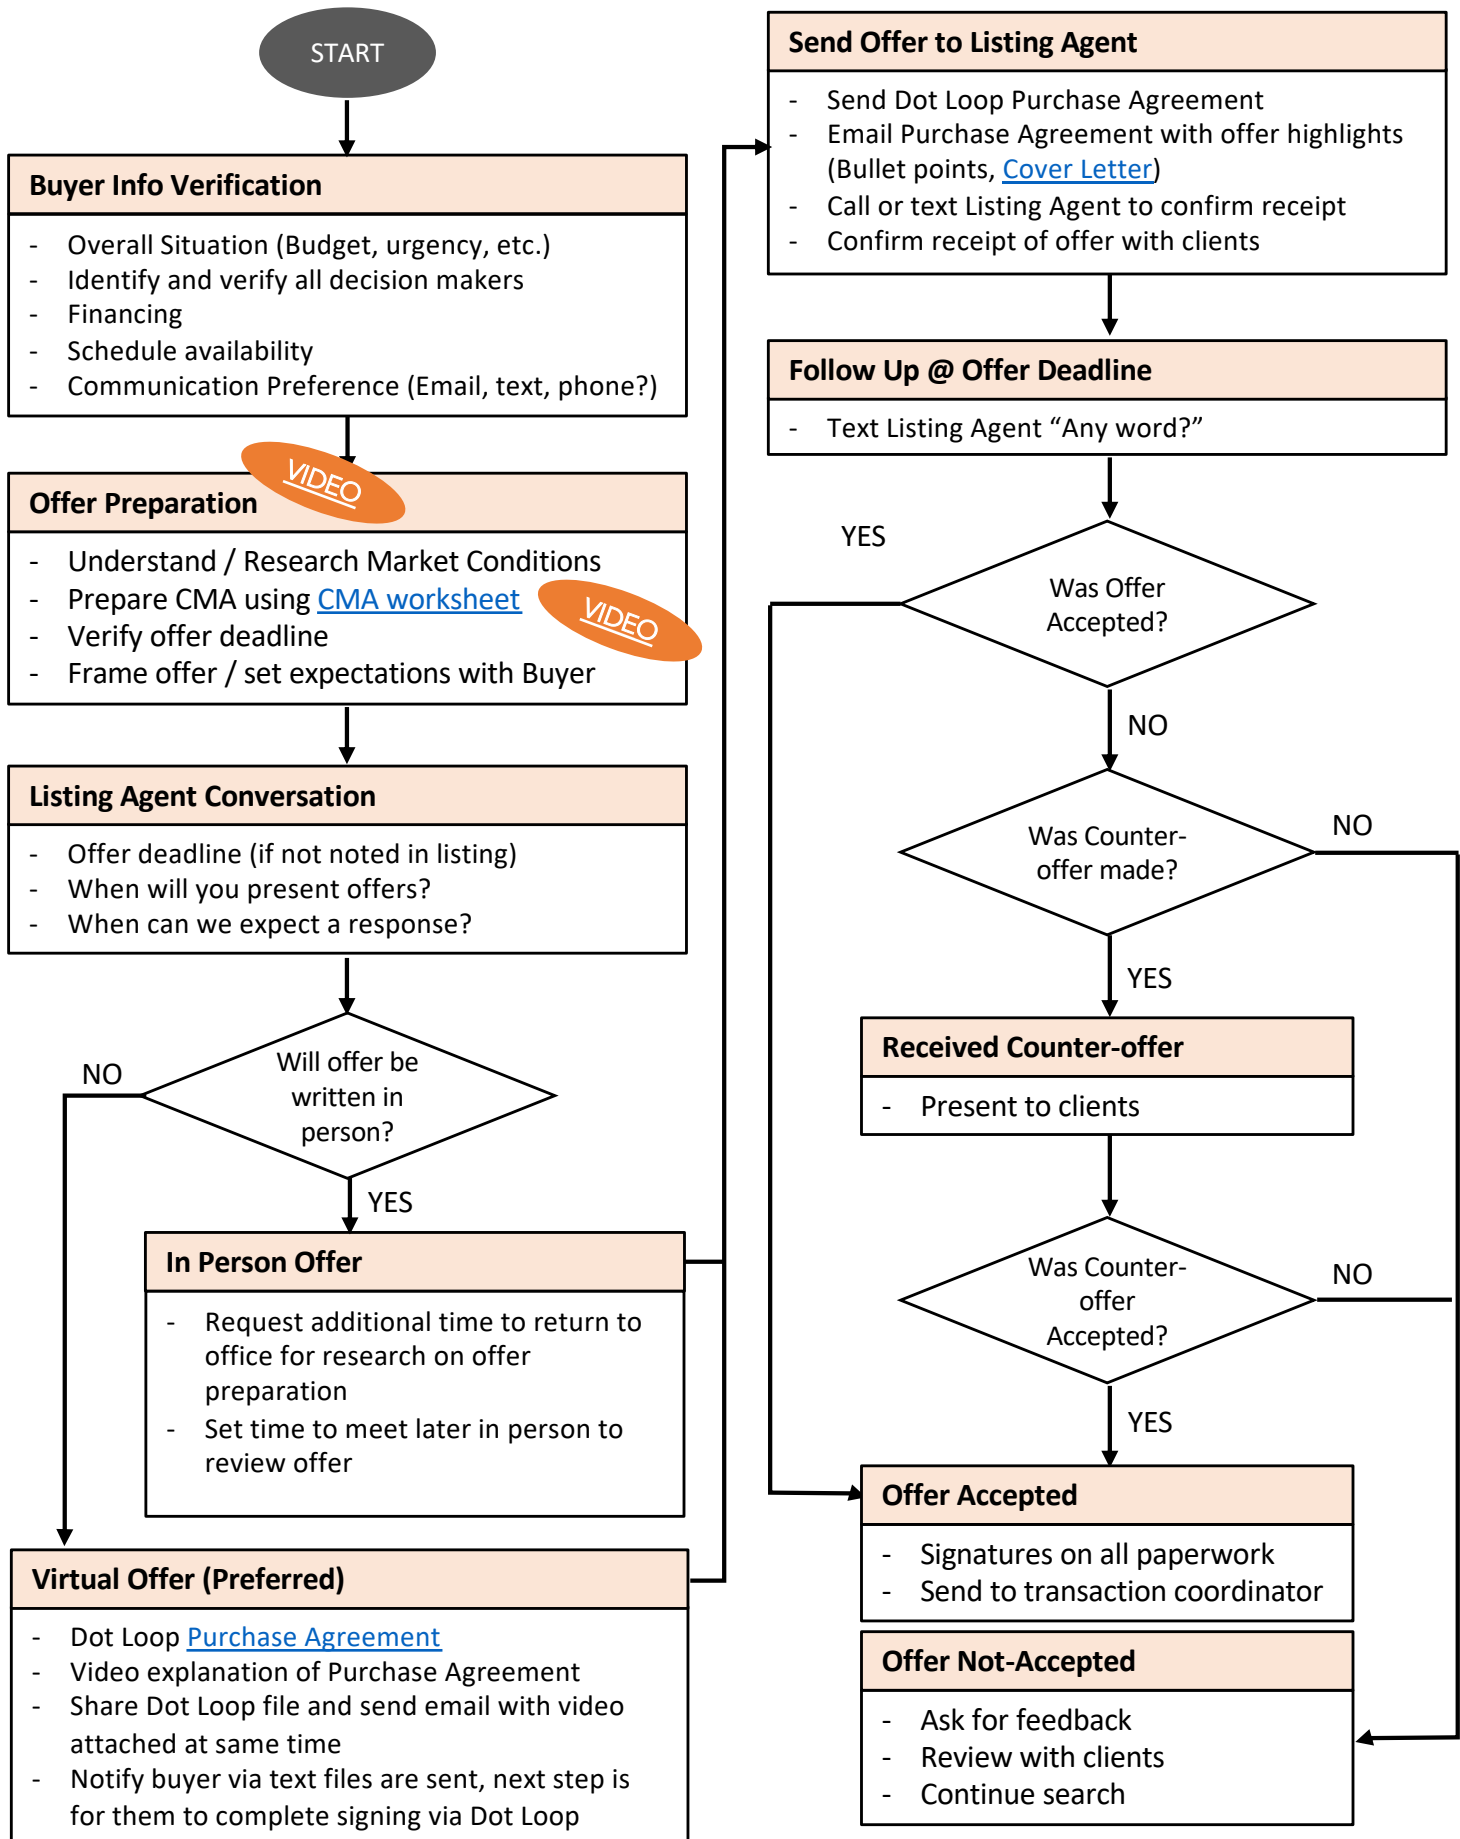 START
Buyer Info Verification
- Overall Situation (Budget, urgency, etc.)
- Identify and verify all decision makers
- Financing
- Schedule availability
- Communication Preference (Email, text, phone?)
VIDEO
Offer Preparation
- Understand / Research Market Conditions
- Prepare CMA using CMA worksheet
VIDEO
- Verify offer deadline
- Frame offer / set expectations with Buyer
Listing Agent Conversation
- Offer deadline (if not noted in listing)
- When will you present offers?
- When can we expect a response?
Will offer be
written in
person?
NO
YES
In Person Offer
- Request additional time to return to
office for research on offer
preparation
- Set time to meet later in person to
review offer
Virtual Offer (Preferred)
- Dot Loop Purchase Agreement
- Video explanation of Purchase Agreement
- Share Dot Loop file and send email with video
attached at same time
- Notify buyer via text files are sent, next step is
for them to complete signing via Dot Loop
Send Offer to Listing Agent
- Send Dot Loop Purchase Agreement
- Email Purchase Agreement with offer highlights
(Bullet points, Cover Letter)
- Call or text Listing Agent to confirm receipt
- Confirm receipt of offer with clients
Follow Up @ Offer Deadline
- Text Listing Agent “Any word?”
YES
Was Offer
Accepted?
NO
Was Counter-
offer made?
NO
YES
Received Counter-offer
- Present to clients
Was Counter-
offer
Accepted?
NO
YES
Offer Accepted
- Signatures on all paperwork
- Send to transaction coordinator
Offer Not-Accepted
- Ask for feedback
- Review with clients
- Continue search